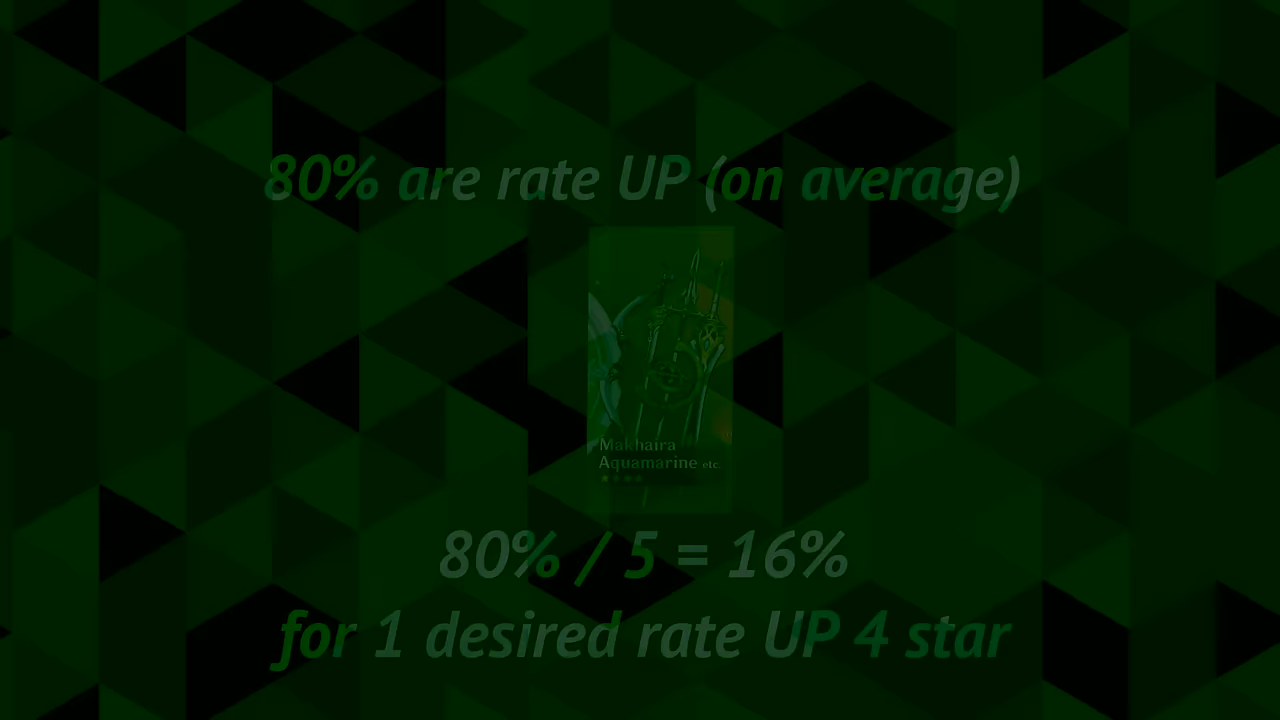 80% are rate UP (on average)
Makhaira
Aquamarine etc.
80% / 5 = 16%
for 1 desired rate UP 4 star